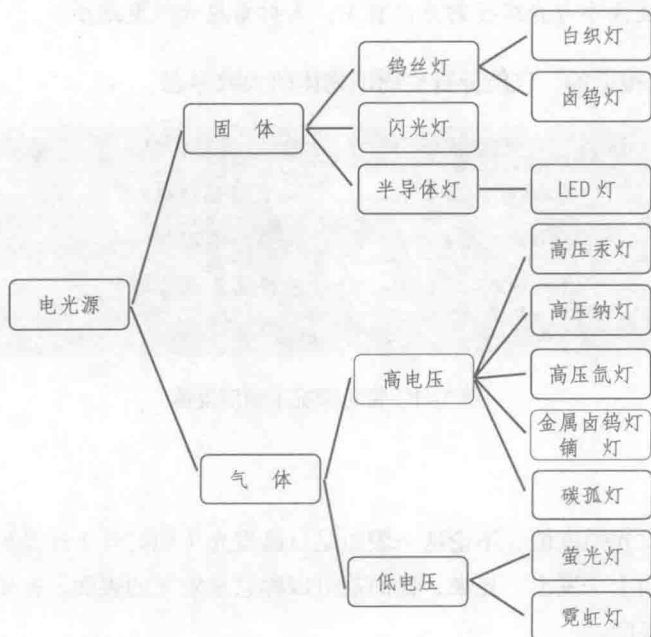 电光源
固 体
钨丝灯
白织灯
卤钨灯
闪光灯
半导体灯
LED 灯
气 体
高电压
高压汞灯
高压纳灯
高压氙灯
金属卤钨灯
镝 灯
碳孤灯
低电压
萤光灯
霓虹灯